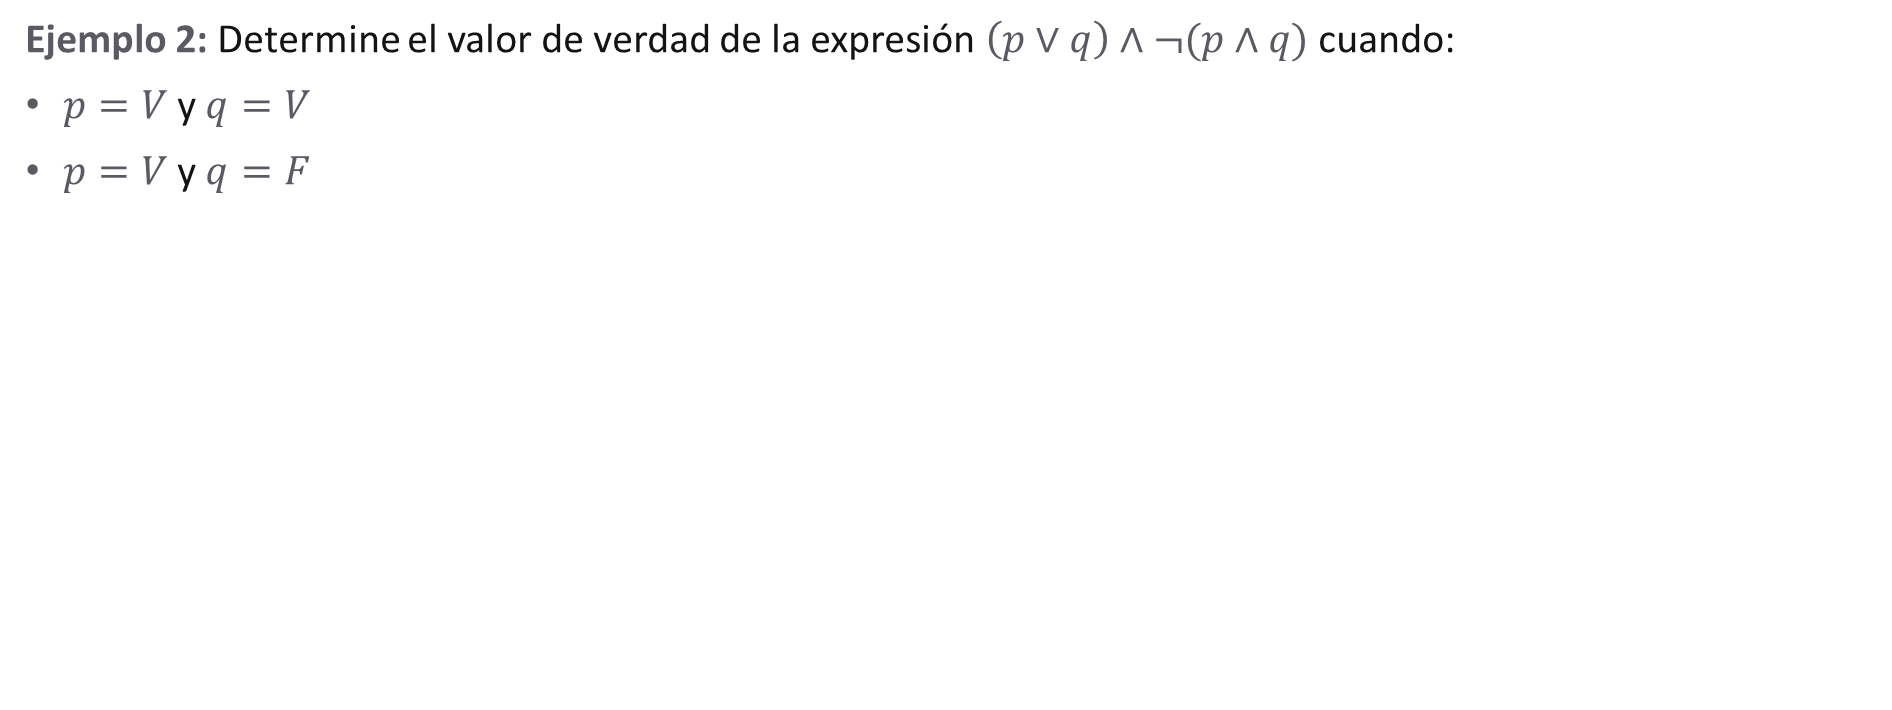 Ejemplo 2: Determine el valor de verdad de la expresión (p ∨ q) ∧ ¬(p ∧ q) cuando:
• p = V y q = V
• p = V y q = F